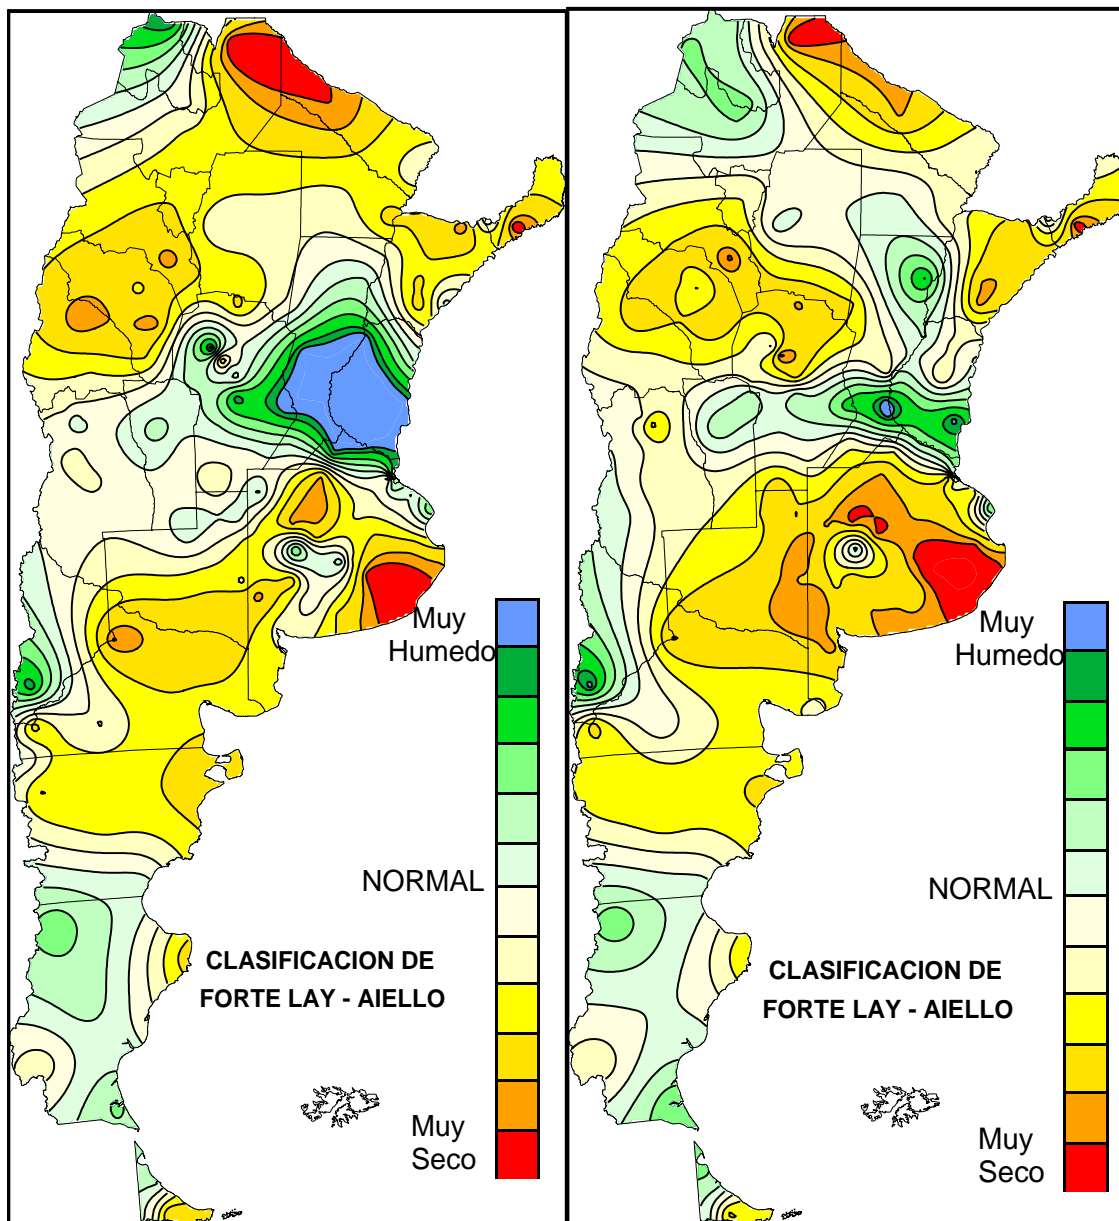 Muy
Humedo
NORMAL
CLASIFICACION DE
FORTE LAY - AIELLO
Muy
Seco
Muy
Humedo
NORMAL
CLASIFICACION DE
FORTE LAY - AIELLO
Muy
Seco